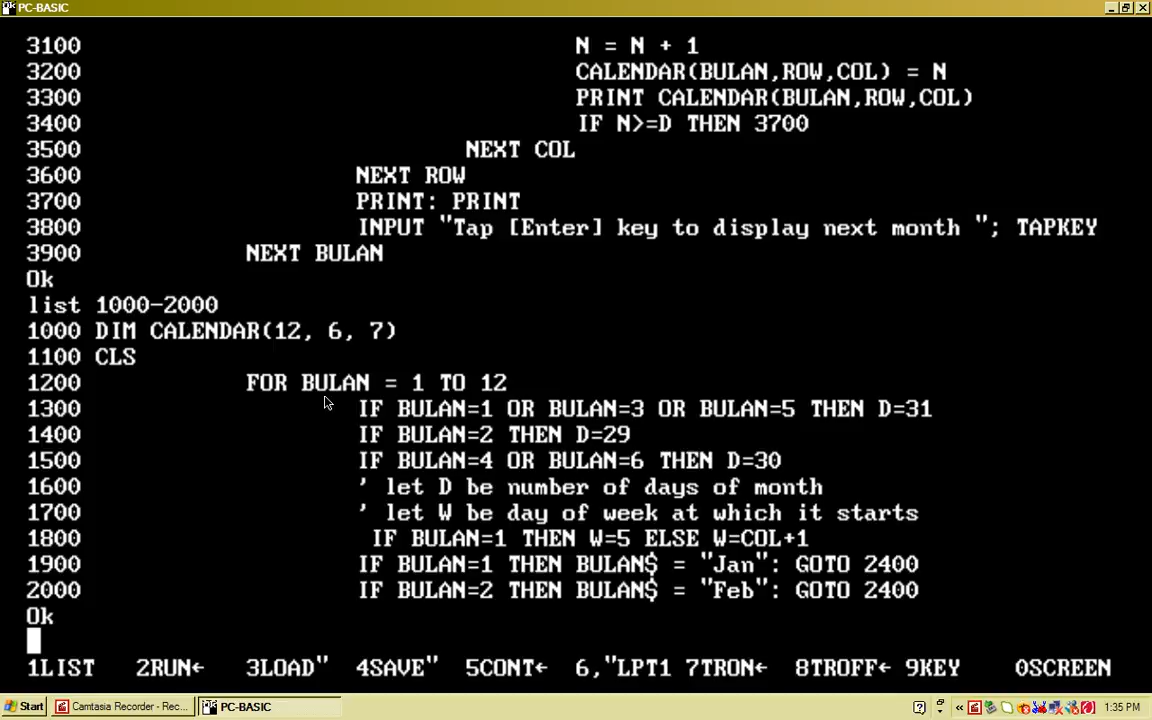 PC-BASIC
3100 N = N + 1
3200 CALENDAR(BULAN,ROW,COL) = N
3300 PRINT CALENDAR(BULAN,ROW,COL)
3400 IF N>=D THEN 3700
3500 NEXT COL
3600 NEXT ROW
3700 PRINT: PRINT
3800 INPUT "Tap [Enter] key to display next month "; TAPKEY
3900 NEXT BULAN
Ok
list 1000-2000
1000 DIM CALENDAR(12, 6, 7)
1100 CLS
1200 FOR BULAN = 1 TO 12
1300 IF BULAN=1 OR BULAN=3 OR BULAN=5 THEN D=31
1400 IF BULAN=2 THEN D=29
1500 IF BULAN=4 OR BULAN=6 THEN D=30
1600 ' let D be number of days of month
1700 ' let W be day of week at which it starts
1800 IF BULAN=1 THEN W=5 ELSE W=COL+1
1900 IF BULAN=1 THEN BULAN$ = "Jan": GOTO 2400
2000 IF BULAN=2 THEN BULAN$ = "Feb": GOTO 2400
Ok
1LIST 2RUN← 3LOAD" 4SAVE" 5CONT← 6,"LPT1 7TRON← 8TROFF← 9KEY 0SCREEN
Start Camtasia Recorder - Rec... PC-BASIC 1:35 PM